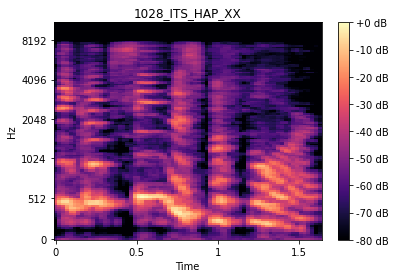 1028_ITS_HAP_XX
+0 dB
8192
-10 dB
4096
-20 dB
-30 dB
2048
Hz
-40 dB
1024
-50 dB
512
-60 dB
-70 dB
0
-80 dB
0
0.5
1
1.5
Time